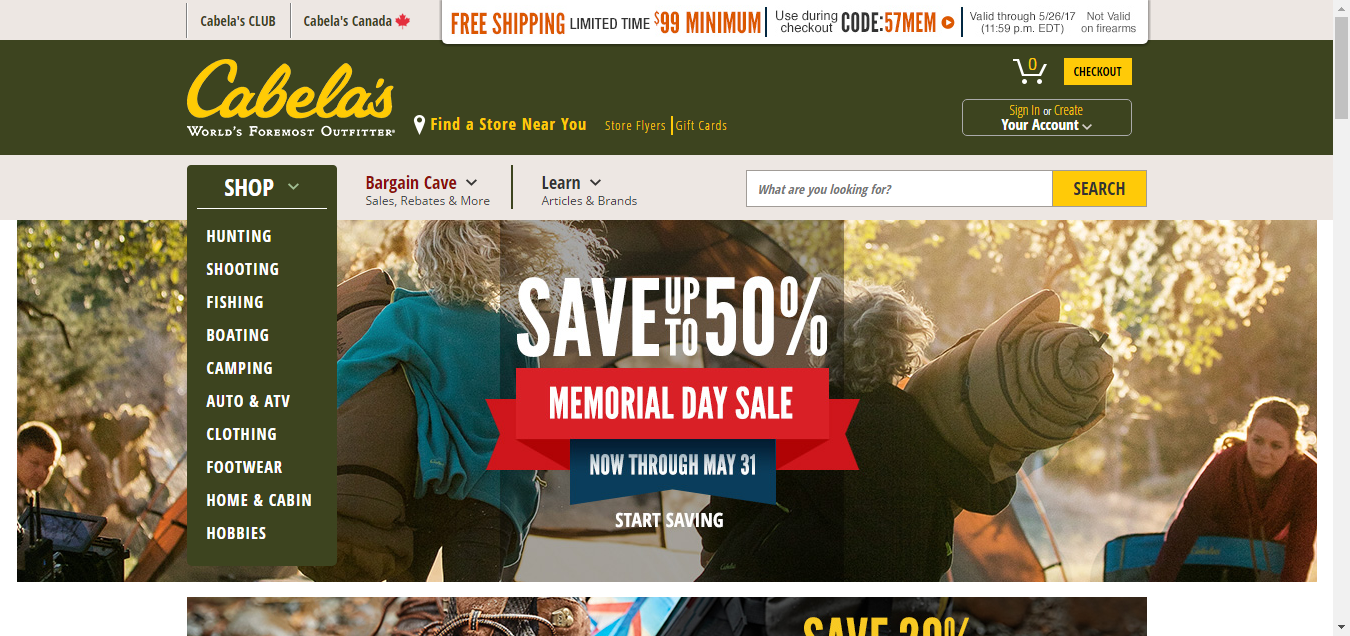 Cabela's CLUB
Cabela's Canada
FREE SHIPPING LIMITED TIME $99 MINIMUM
Use during checkout
CODE:57MEM
Valid through 5/26/17
(11:59 p.m. EDT)
Not Valid
on firearms
0
CHECKOUT
Cabela's
WORLD'S FOREMOST OUTFITTER
Find a Store Near You
Store Flyers
Gift Cards
Sign In or Create
Your Account
SHOP
Bargain Cave
Sales, Rebates & More
Learn
Articles & Brands
What are you looking for?
SEARCH
HUNTING
SHOOTING
FISHING
BOATING
CAMPING
AUTO & ATV
CLOTHING
FOOTWEAR
HOME & CABIN
HOBBIES
SAVE UP TO 50%
MEMORIAL DAY SALE
NOW THROUGH MAY 31
START SAVING
Cabela's
SAVE 20%